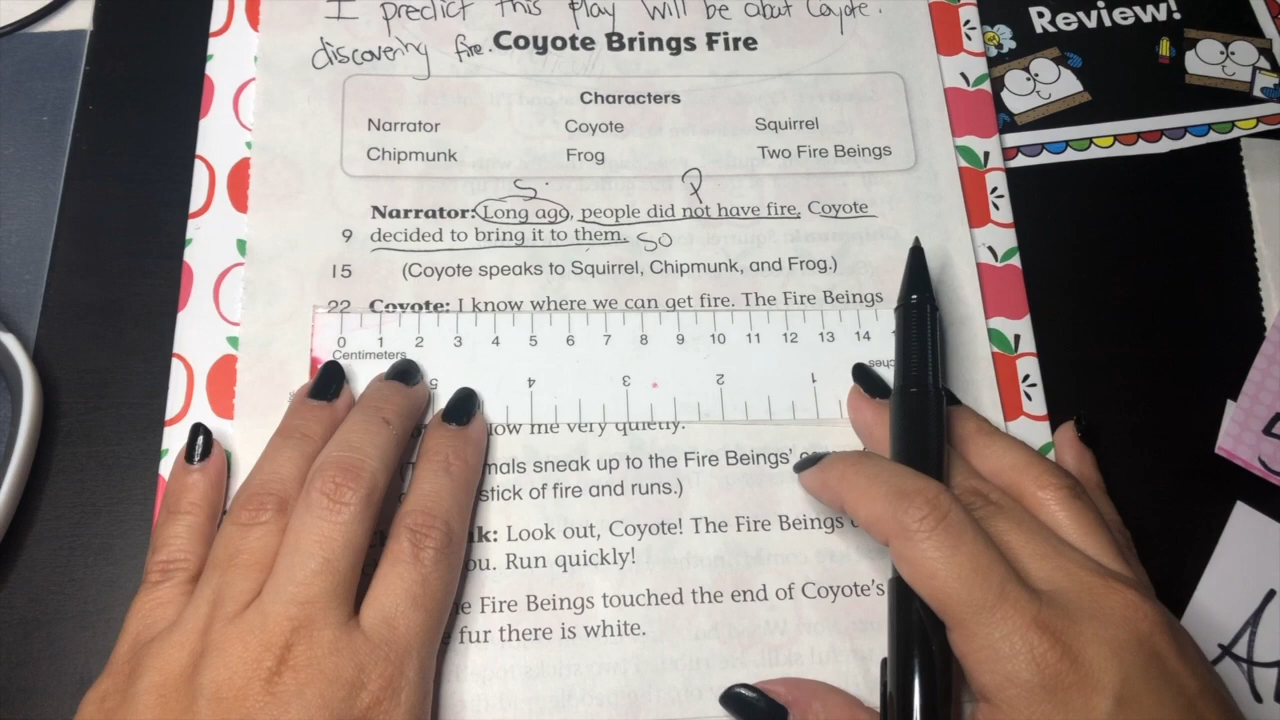 I predict this play will be about Coyote.
discovering fire.
Coyote Brings Fire
Review!
Characters
Narrator Coyote Squirrel
Chipmunk Frog Two Fire Beings
S. P
Narrator: Long ago, people did not have fire. Coyote
9 decided to bring it to them. SO
15 (Coyote speaks to Squirrel, Chipmunk, and Frog.)
22 Coyote: I know where we can get fire. The Fire Beings
0 1 2 3 4 5 6 7 8 9 10 11 12 13 14
Centimeters
5 4 3 2 1
very quietly.
sneak up to the Fire Beings'
stick of fire and runs.)
Look out, Coyote! The Fire Beings
Run quickly!
Fire Beings touched the end of Coyote's
fur there is white.